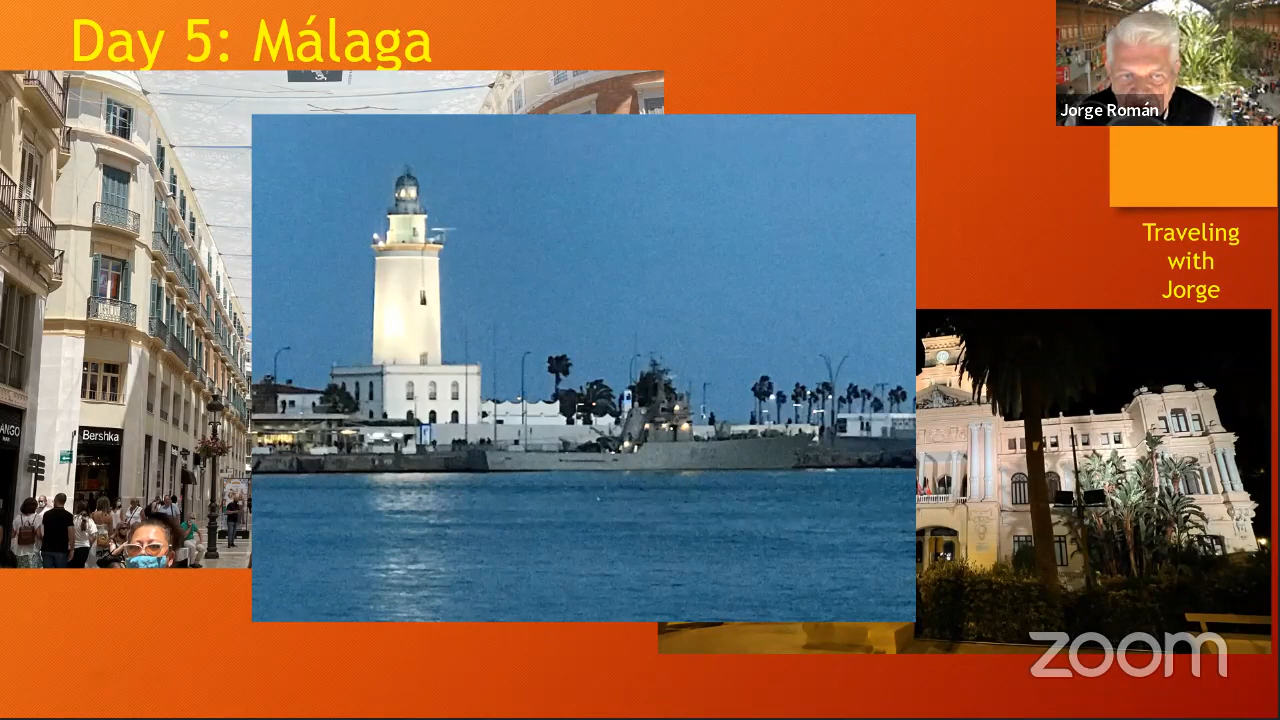 Day 5: Málaga
Jorge Román
Traveling
with
Jorge
Bershka
ANGO
zoom